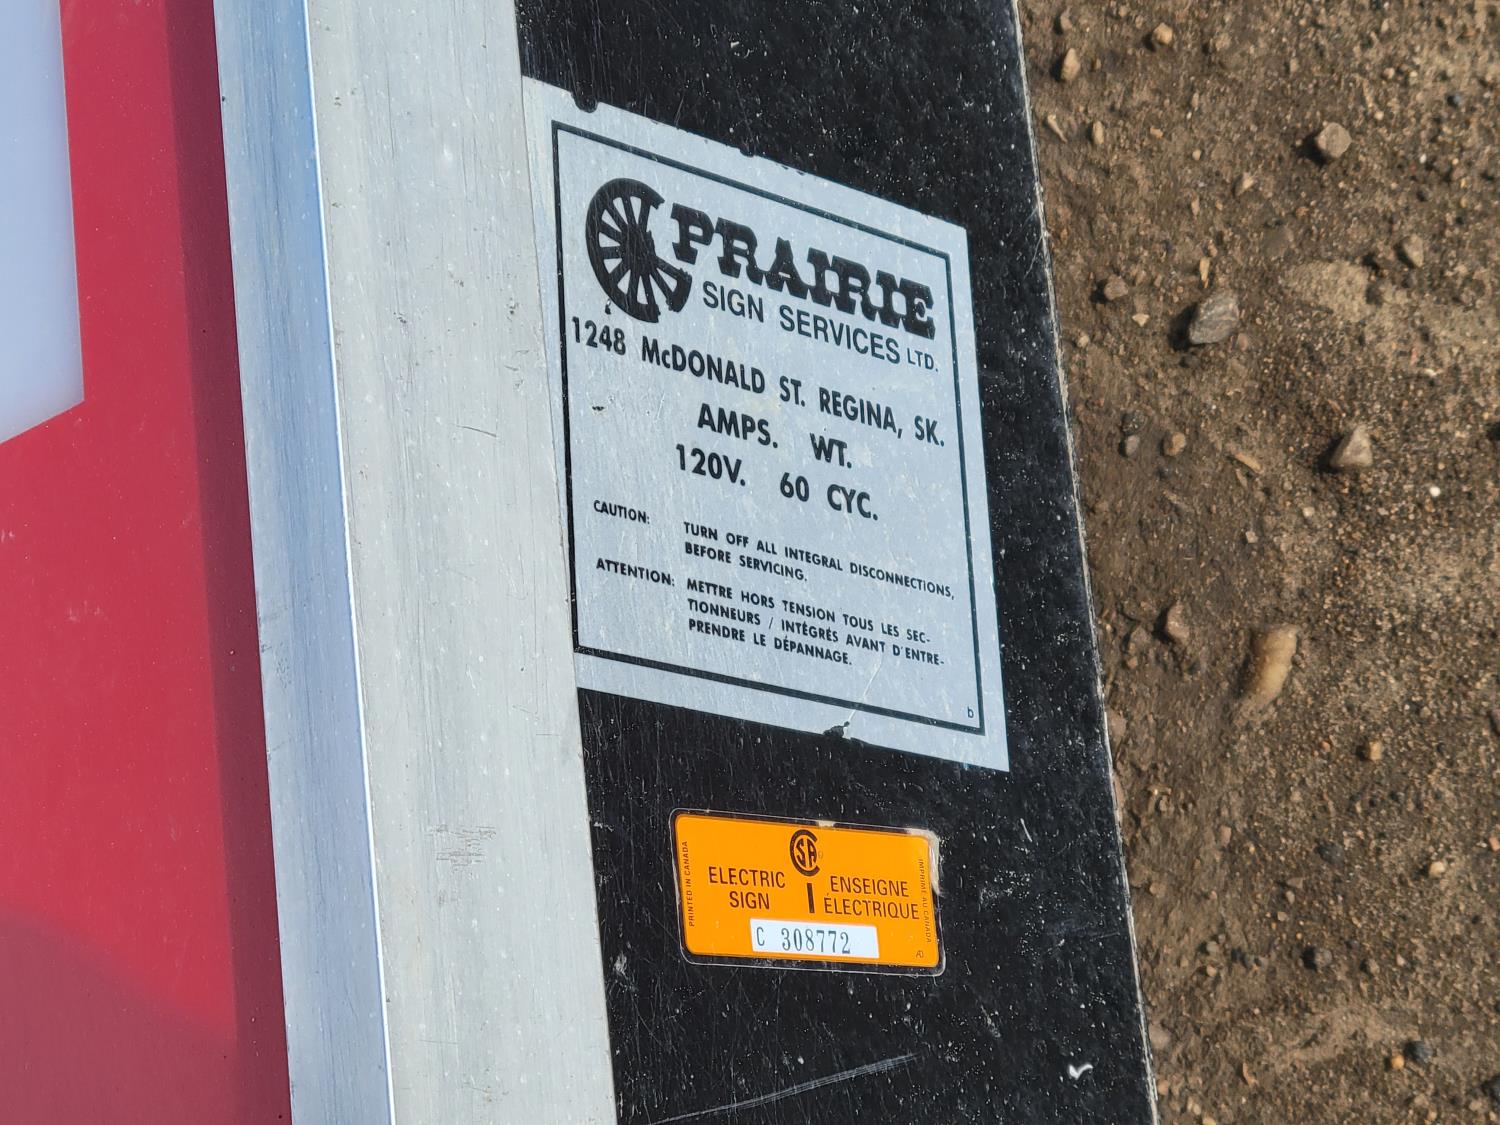 PRAIRIE
SIGN SERVICES LTD.
1248 McDONALD ST. REGINA, SK.
AMPS. WT.
120V. 60 CYC.
CAUTION: TURN OFF ALL INTEGRAL DISCONNECTIONS,
BEFORE SERVICING.
ATTENTION: METTRE HORS TENSION TOUS LES SEC-
TIONNEURS / INTÉGRÉS AVANT D'ENTRE-
PRENDRE LE DÉPANNAGE.
b
PRINTED IN CANADA
CSA
ELECTRIC
SIGN
ENSEIGNE
ÉLECTRIQUE
C 308772
IMPRIMÉ AU CANADA